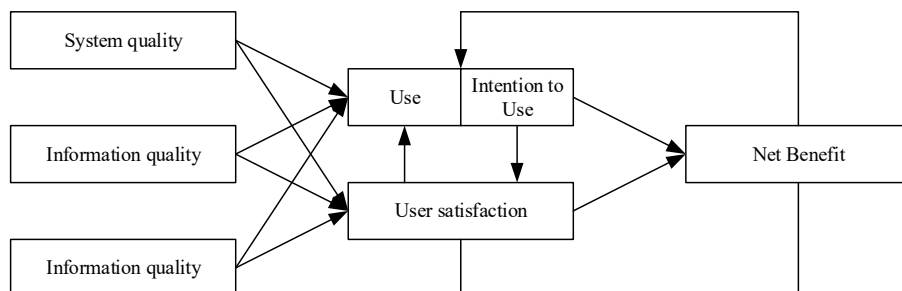 System quality
Use
Intention to
Use
Information quality
Net Benefit
User satisfaction
Information quality